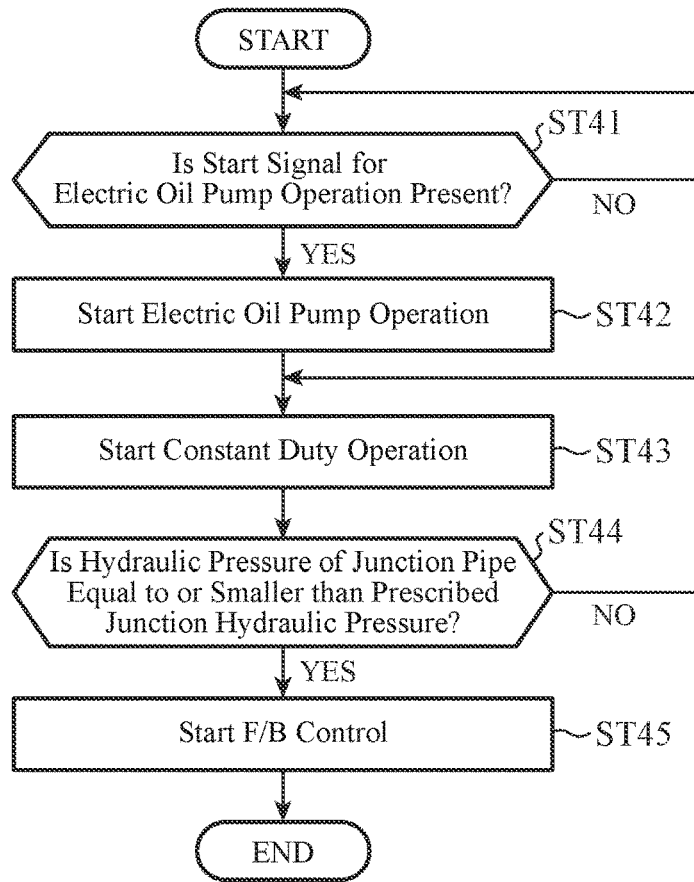 START
ST41
Is Start Signal for
Electric Oil Pump Operation Present?
NO
YES
Start Electric Oil Pump Operation
ST42
Start Constant Duty Operation
ST43
ST44
Is Hydraulic Pressure of Junction Pipe
Equal to or Smaller than Prescribed
Junction Hydraulic Pressure?
NO
YES
Start F/B Control
ST45
END